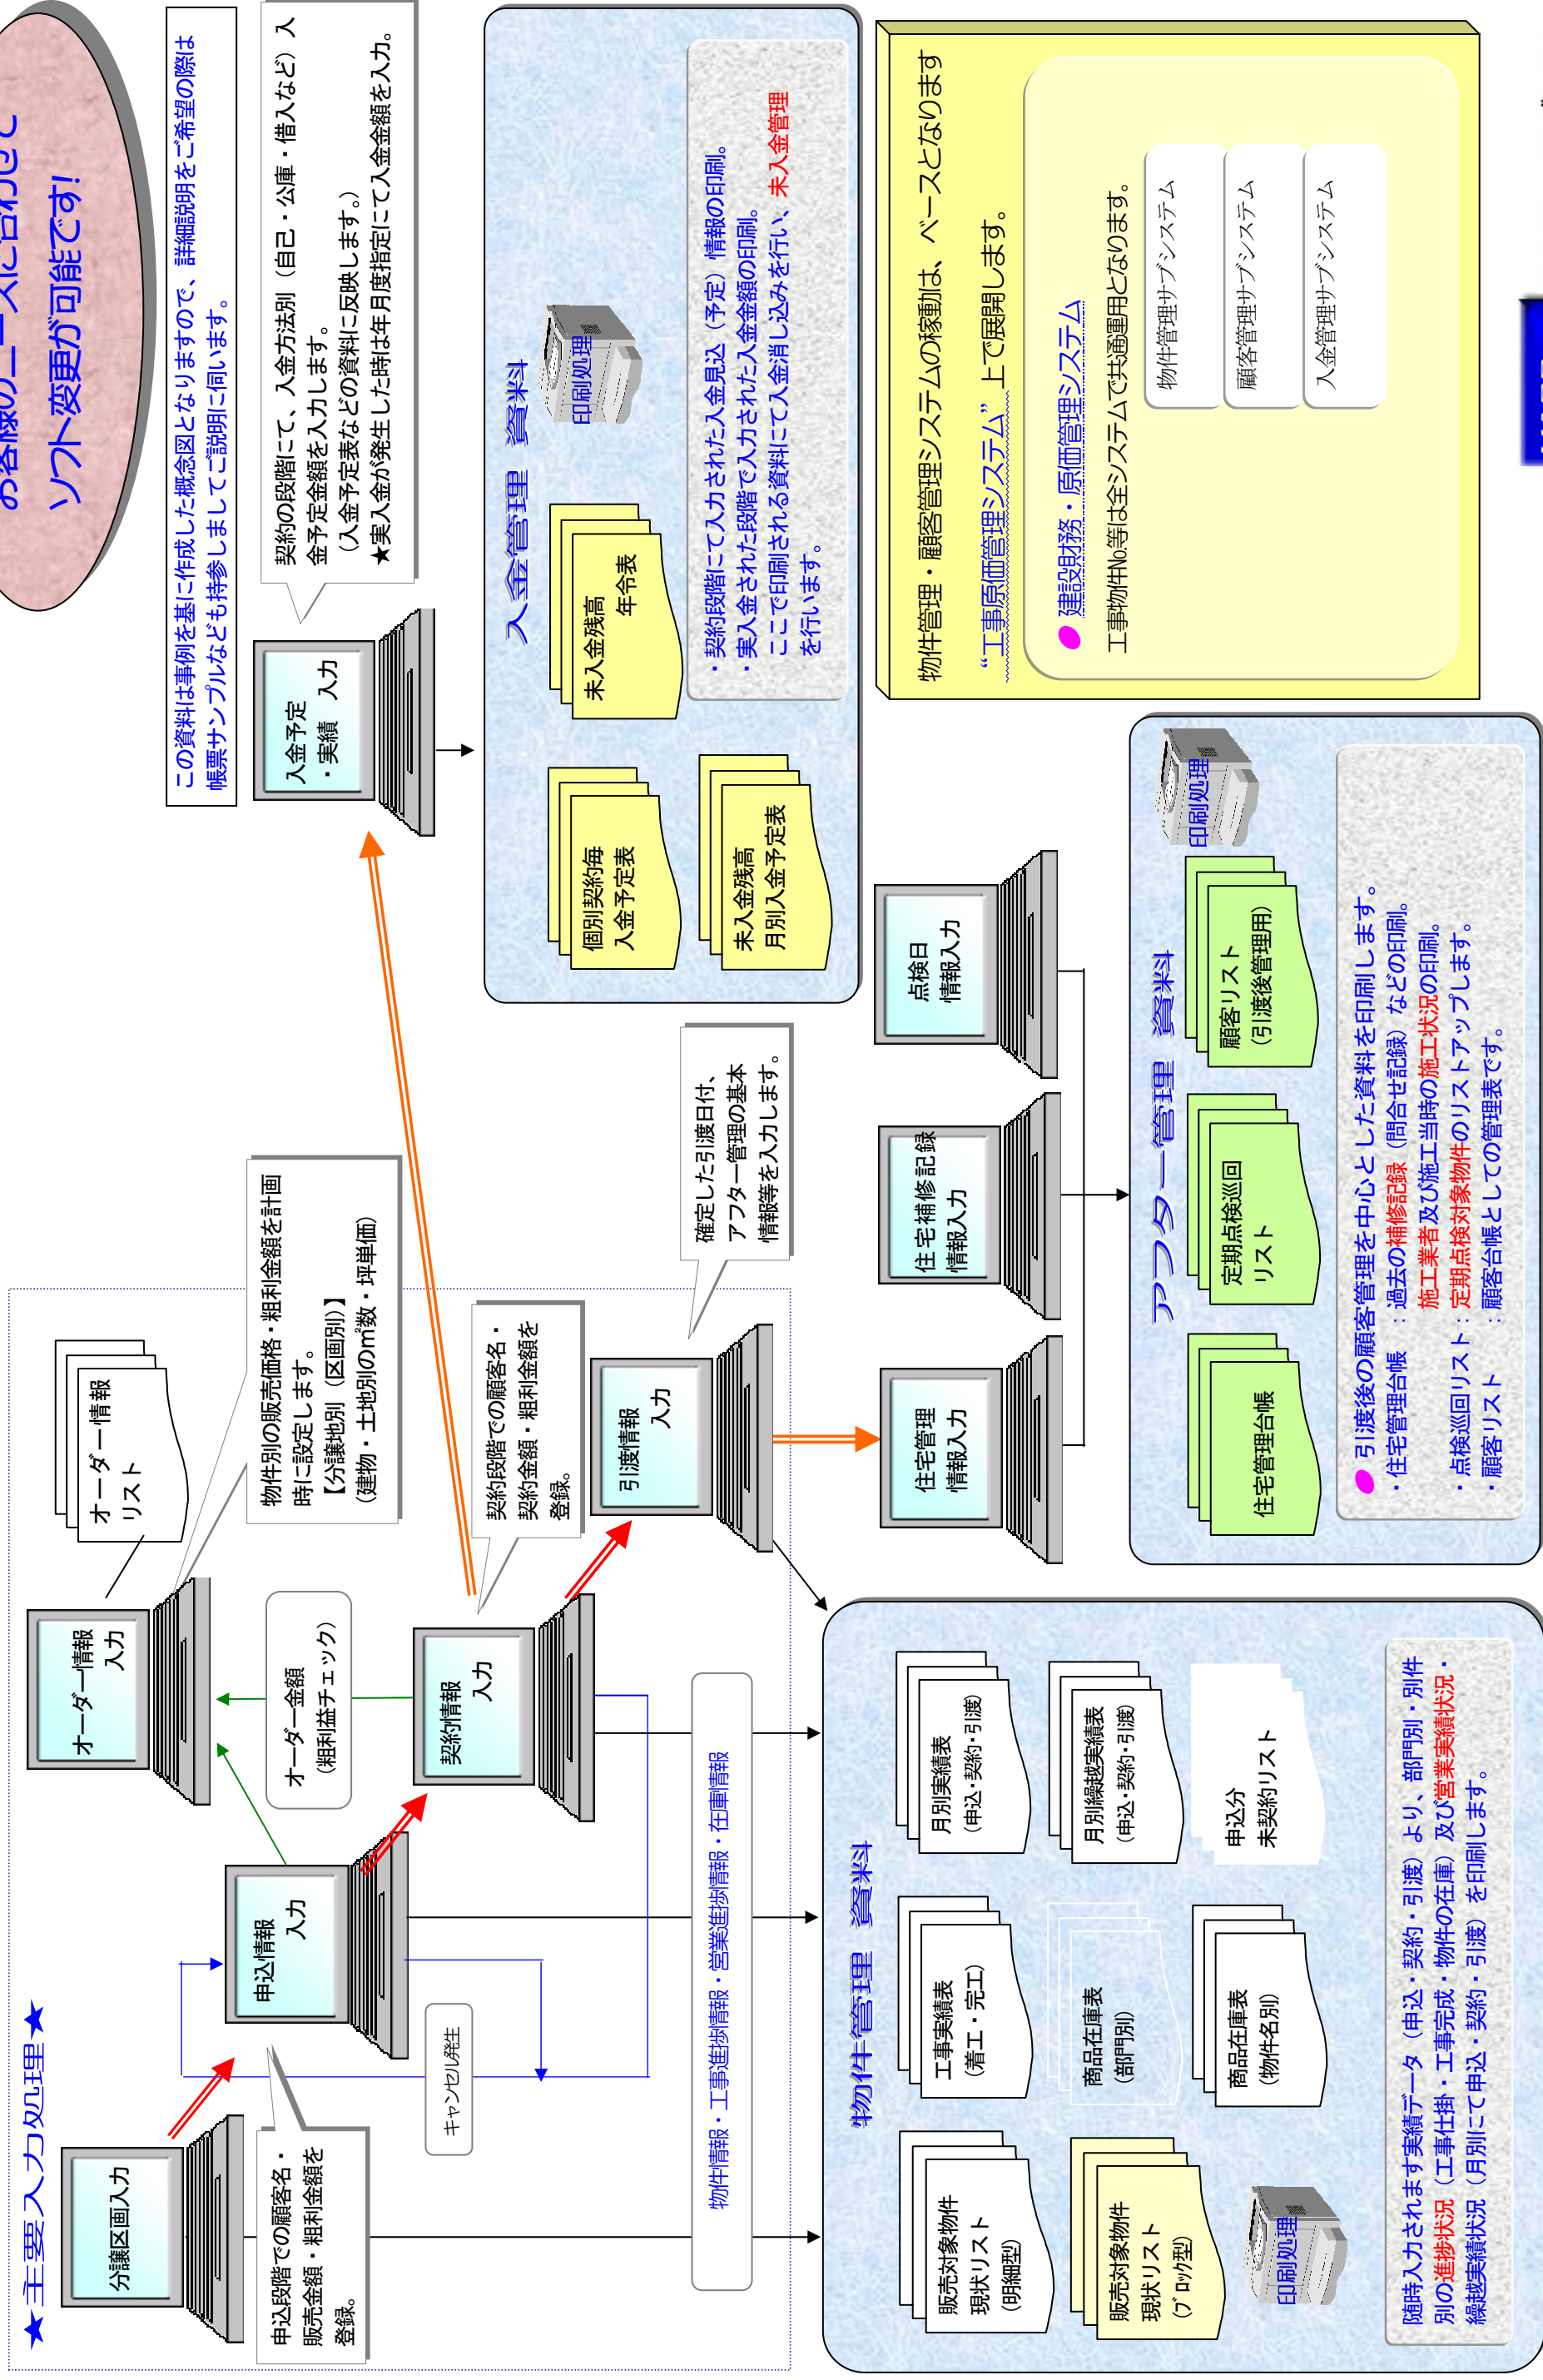 ★主要入力処理★
分譲区画入力
申込段階での顧客名・
販売金額・粗利金額を
登録。
申込情報
入力
キャンセル発生
オーダー情報
入力
オーダー情報
リスト
オーダー金額
(粗利益チェック)
物件別の販売価格・粗利金額を計画
時に設定します。
【分譲地別（区画別）】
(建物・土地別の㎡数・坪単価)
契約情報
入力
契約段階での顧客名・
契約金額・粗利金額を
登録。
引渡情報
入力
確定した引渡日付、
アフター管理の基本
情報等を入力します。
物件情報・工事進捗情報・営業進捗情報・在庫情報
ソフト変更が可能です!
この資料は事例を基に作成した概念図となりますので、詳細説明をご希望の際は
帳票サンプルなども持参しましてご説明に伺います。
入金予定
・実績　入力
契約の段階にて、入金方法別（自己・公庫・借入など）入
金予定金額を入力します。
（入金予定表などの資料に反映します。）
★実入金が発生した時は年月度指定にて入金額を入力。
入金管理　資料
個別契約毎
入金予定表
未入金残高
年令表
未入金残高
月別入金予定表
印刷処理
・契約段階にて入力された入金見込（予定）情報の印刷。
・実入金された段階で入力された入金金額の印刷。
ここで印刷される資料にて入金消し込みを行い、未入金管理
を行います。
物件管理・顧客管理システムの稼動は、ベースとなります
“工事原価管理システム”上で展開します。
● 建設財務・原価管理システム
工事物件№等は全システムで共通運用となります。
物件管理サブシステム
顧客管理サブシステム
入金管理サブシステム
住宅管理
情報入力
住宅補修記録
情報入力
点検日
情報入力
アフター管理　資料
住宅管理台帳
定期点検巡回
リスト
顧客リスト
(引渡後管理用)
印刷処理
● 引渡後の顧客管理を中心とした資料を印刷します。
・住宅管理台帳　：過去の補修記録（問合せ記録）などの印刷。
施工業者及び施工当時の施工状況の印刷。
・点検巡回リスト：定期点検対象物件のリストアップします。
・顧客リスト　　：顧客台帳としての管理表です。
物件管理　資料
販売対象物件
現状リスト
(明細型)
工事実績表
(着工・完工)
月別実績表
(申込・契約・引渡)
販売対象物件
現状リスト
(ﾌﾞﾛｯｸ型)
商品在庫表
(部門別)
月別繰越実績表
(申込・契約・引渡)
印刷処理
商品在庫表
(物件名別)
申込分
未契約リスト
随時入力されます実績データ（申込・契約・引渡）より、部門別・別件
別の進捗状況（工事仕掛・工事完成・物件の在庫）及び営業実績状況・
繰越実績状況（月別にて申込・契約・引渡）を印刷します。